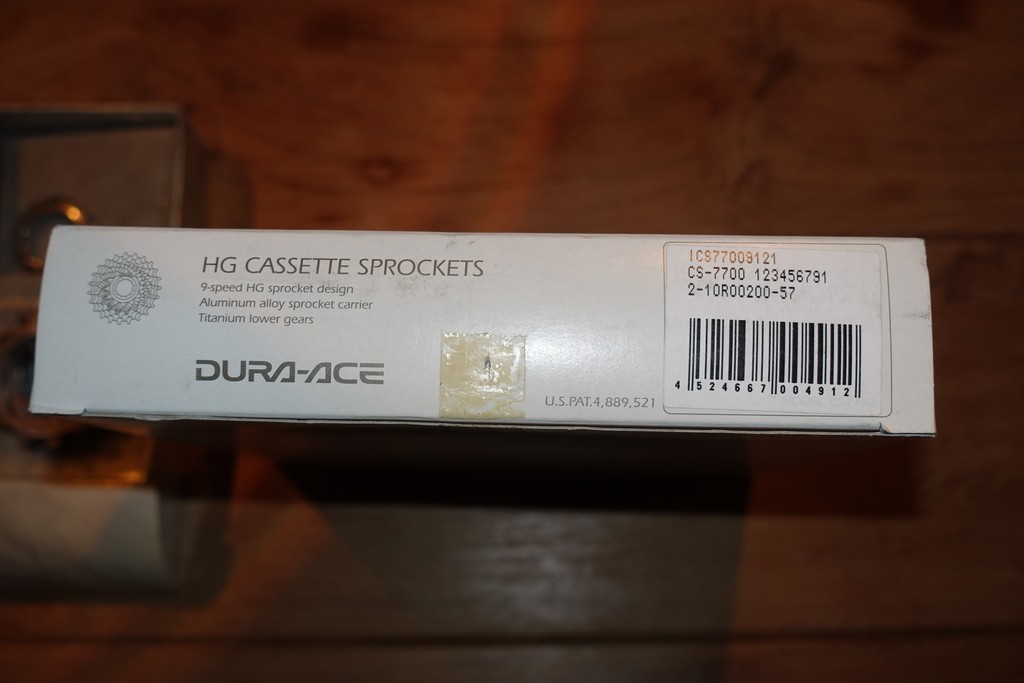 HG CASSETTE SPROCKETS
9-speed HG sprocket design
Aluminum alloy sprocket carrier
Titanium lower gears
DURA-ACE
U.S.PAT.4,889,521
ICS77009121
CS-7700 123456791
2-10R00200-57
4 524667 004912